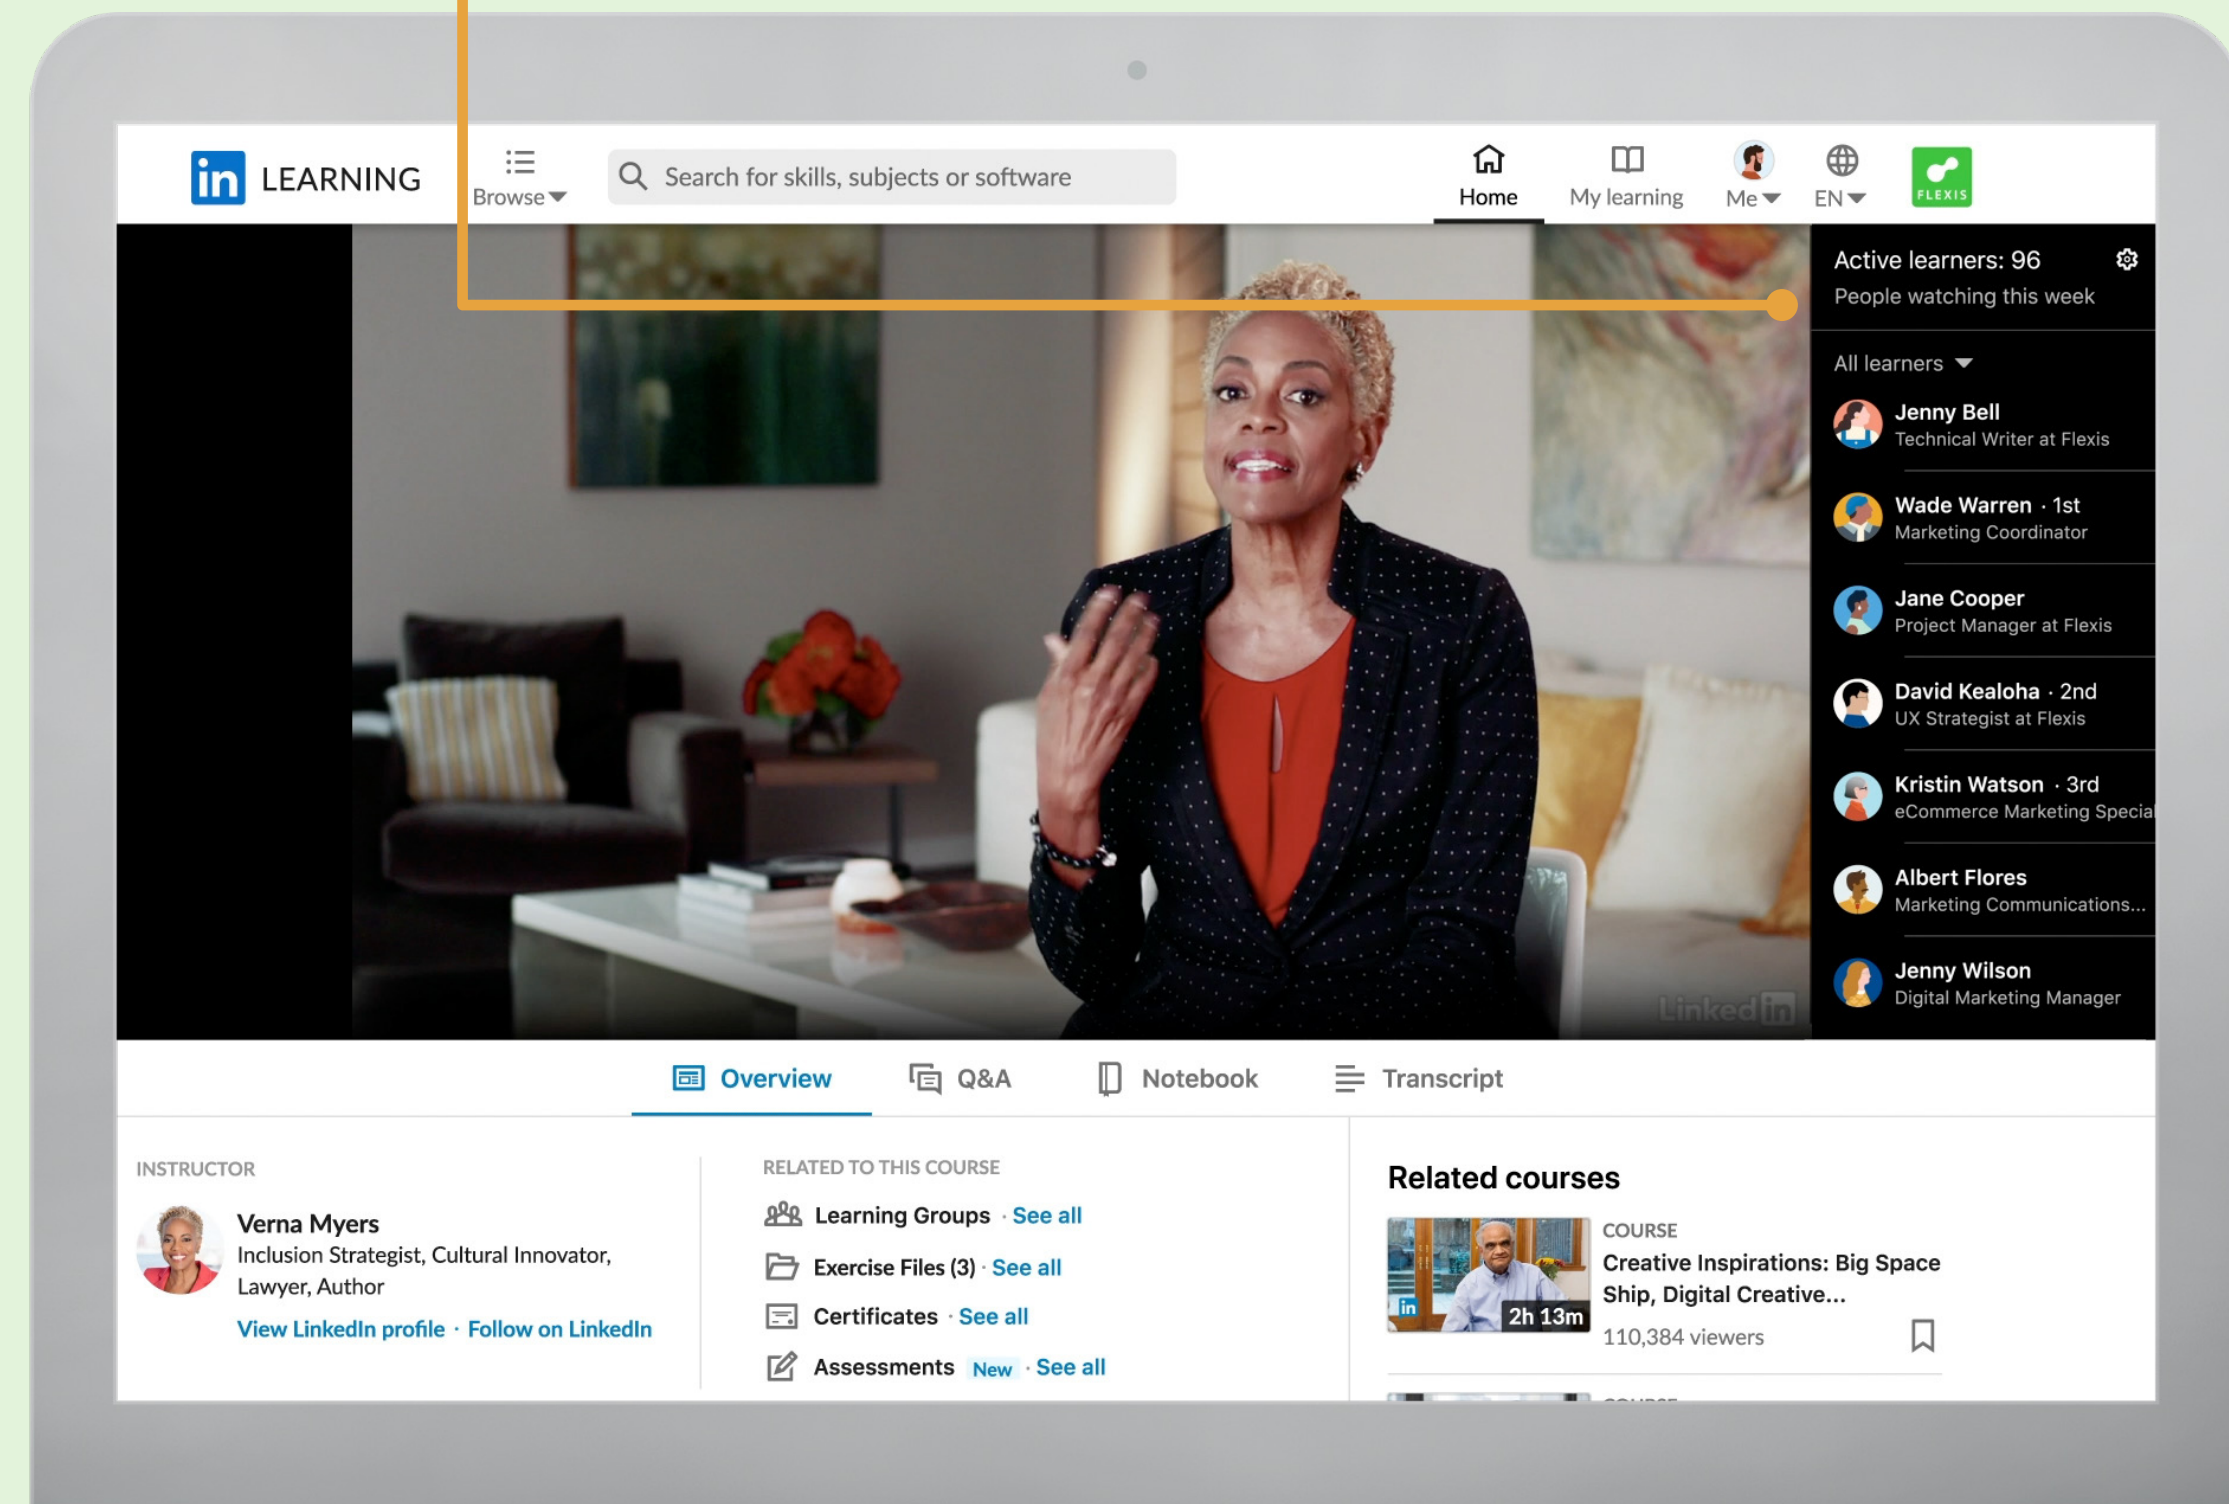 in LEARNING
Browse
Search for skills, subjects or software
Home
My learning
Me
EN
FLEXIS
Active learners: 96
People watching this week
All learners
Jenny Bell
Technical Writer at Flexis
Wade Warren · 1st
Marketing Coordinator
Jane Cooper
Project Manager at Flexis
David Kealoha · 2nd
UX Strategist at Flexis
Kristin Watson · 3rd
eCommerce Marketing Special
Albert Flores
Marketing Communications...
Jenny Wilson
Digital Marketing Manager
Linked in
Overview
Q&A
Notebook
Transcript
INSTRUCTOR
Verna Myers
Inclusion Strategist, Cultural Innovator,
Lawyer, Author
View LinkedIn profile · Follow on LinkedIn
RELATED TO THIS COURSE
Learning Groups · See all
Exercise Files (3) · See all
Certificates · See all
Assessments New · See all
Related courses
in
2h 13m
COURSE
Creative Inspirations: Big Space
Ship, Digital Creative...
110,384 viewers